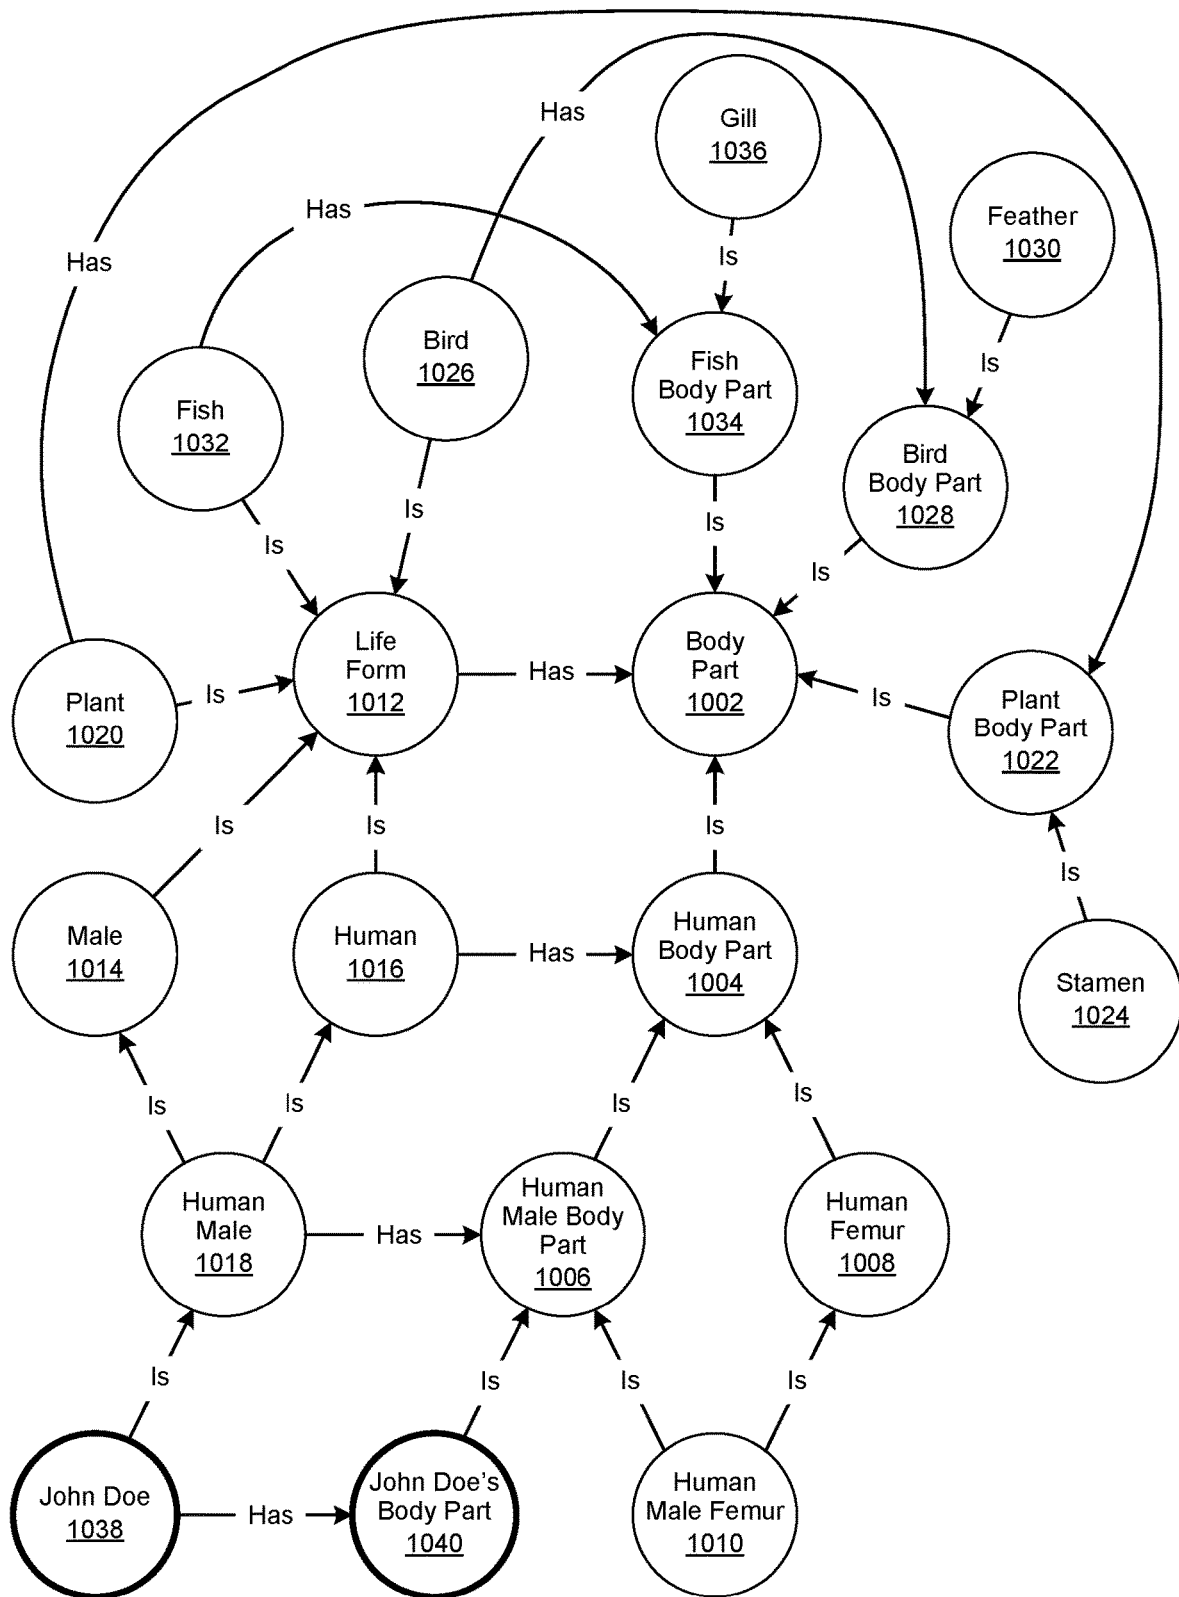 Has
Gill
1036
Has
Feather
1030
Has
Is
Is
Bird
1026
Fish
Body Part
1034
Fish
1032
Bird
Body Part
1028
Is
Is
Is
Is
Life
Form
1012
Has
Body
Part
1002
Plant
1020
Is
Is
Plant
Body Part
1022
Is
Is
Is
Is
Male
1014
Human
1016
Has
Human
Body Part
1004
Stamen
1024
Is
Is
Is
Is
Human
Male
1018
Has
Human
Male Body
Part
1006
Human
Femur
1008
Is
Is
Is
Is
John Doe
1038
Has
John Doe's
Body Part
1040
Human
Male Femur
1010